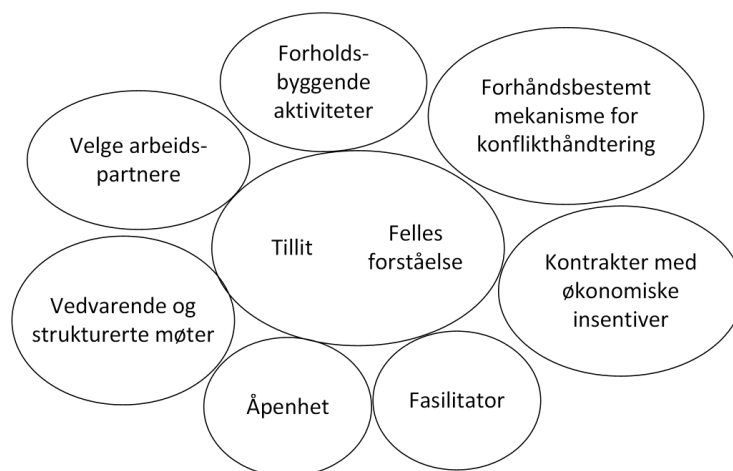 Forholds-
byggende
aktiviteter
Forhåndsbestemt
mekanisme for
konflikthåndtering
Velge arbeids-
partnere
Tillit
Felles
forståelse
Kontrakter med
økonomiske
insentiver
Vedvarende og
strukturerte møter
Åpenhet
Fasilitator